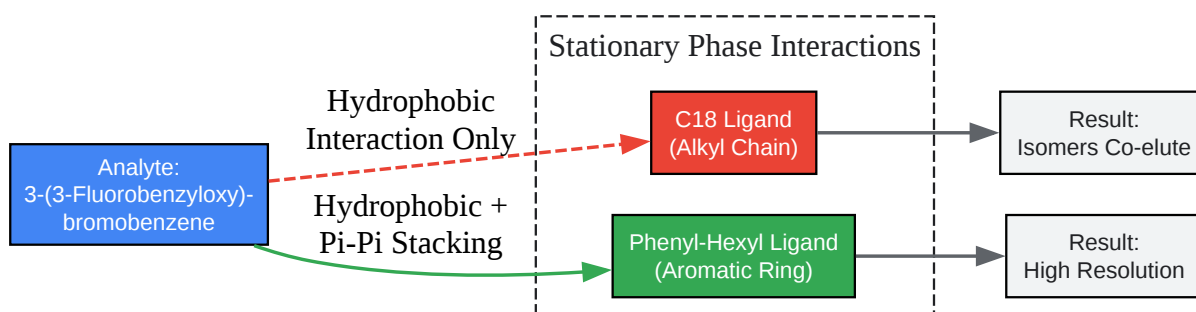 Stationary Phase Interactions
Hydrophobic
Interaction Only
C18 Ligand
(Alkyl Chain)
Result:
Isomers Co-elute
Analyte:
3-(3-Fluorobenzyloxy)-
bromobenzene
Hydrophobic +
Pi-Pi Stacking
Phenyl-Hexyl Ligand
(Aromatic Ring)
Result:
High Resolution